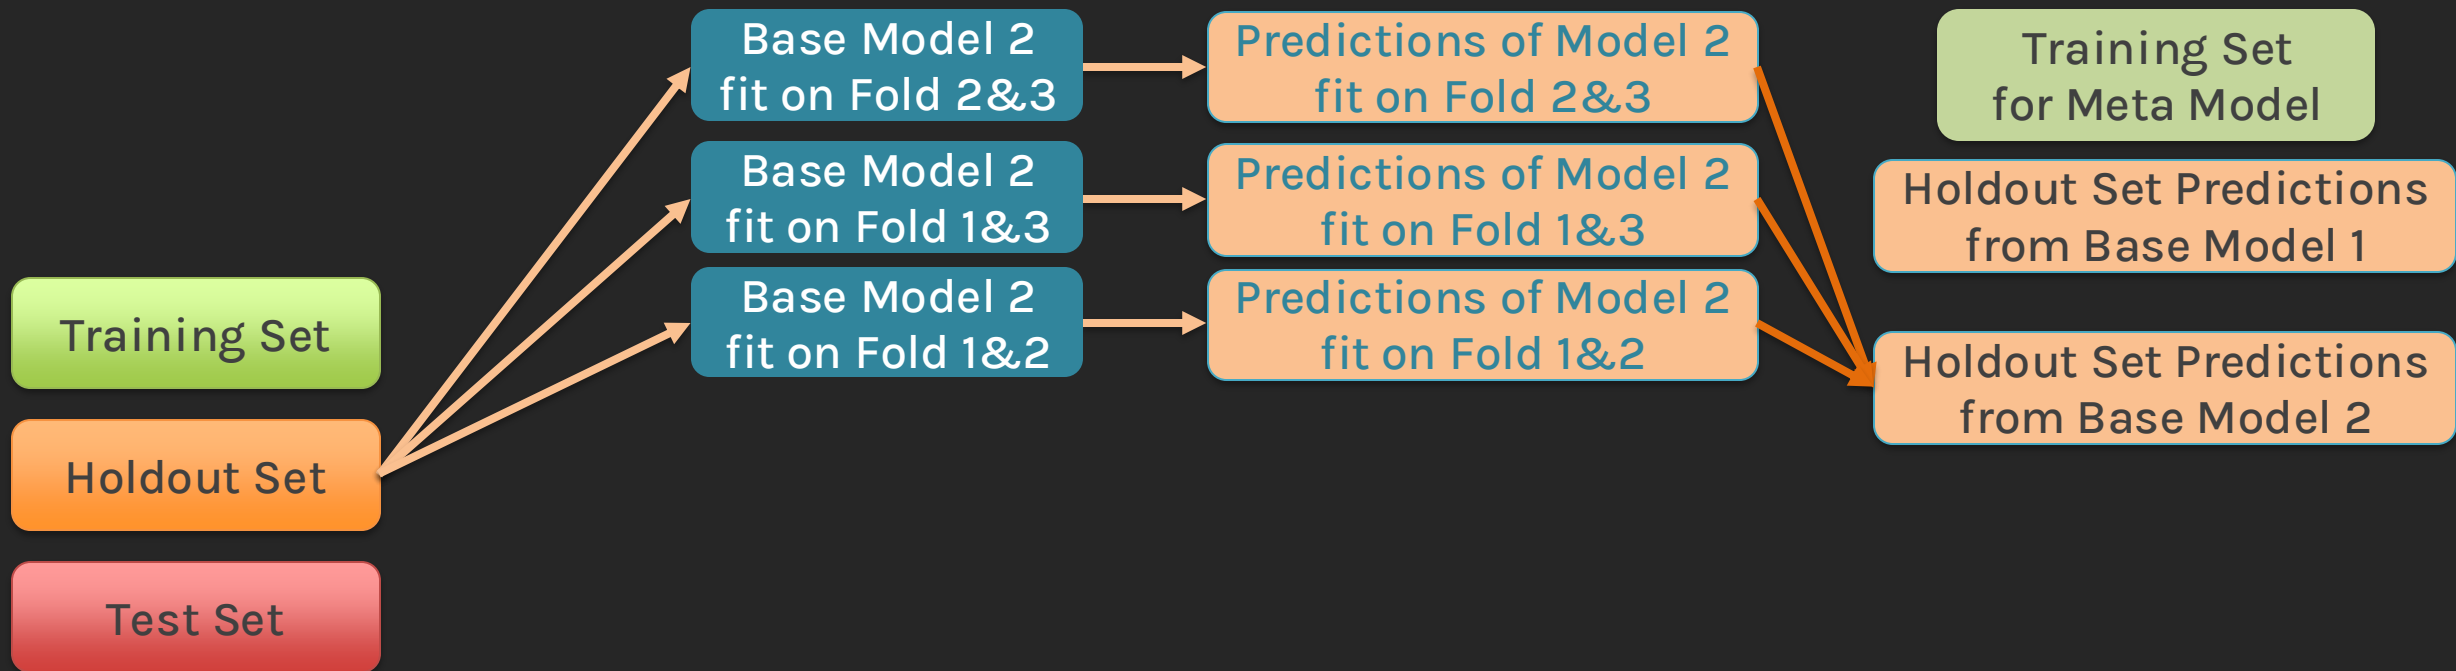 Training Set
Holdout Set
Test Set
Base Model 2
fit on Fold 2&3
Base Model 2
fit on Fold 1&3
Base Model 2
fit on Fold 1&2
Predictions of Model 2
fit on Fold 2&3
Predictions of Model 2
fit on Fold 1&3
Predictions of Model 2
fit on Fold 1&2
Training Set
for Meta Model
Holdout Set Predictions
from Base Model 1
Holdout Set Predictions
from Base Model 2